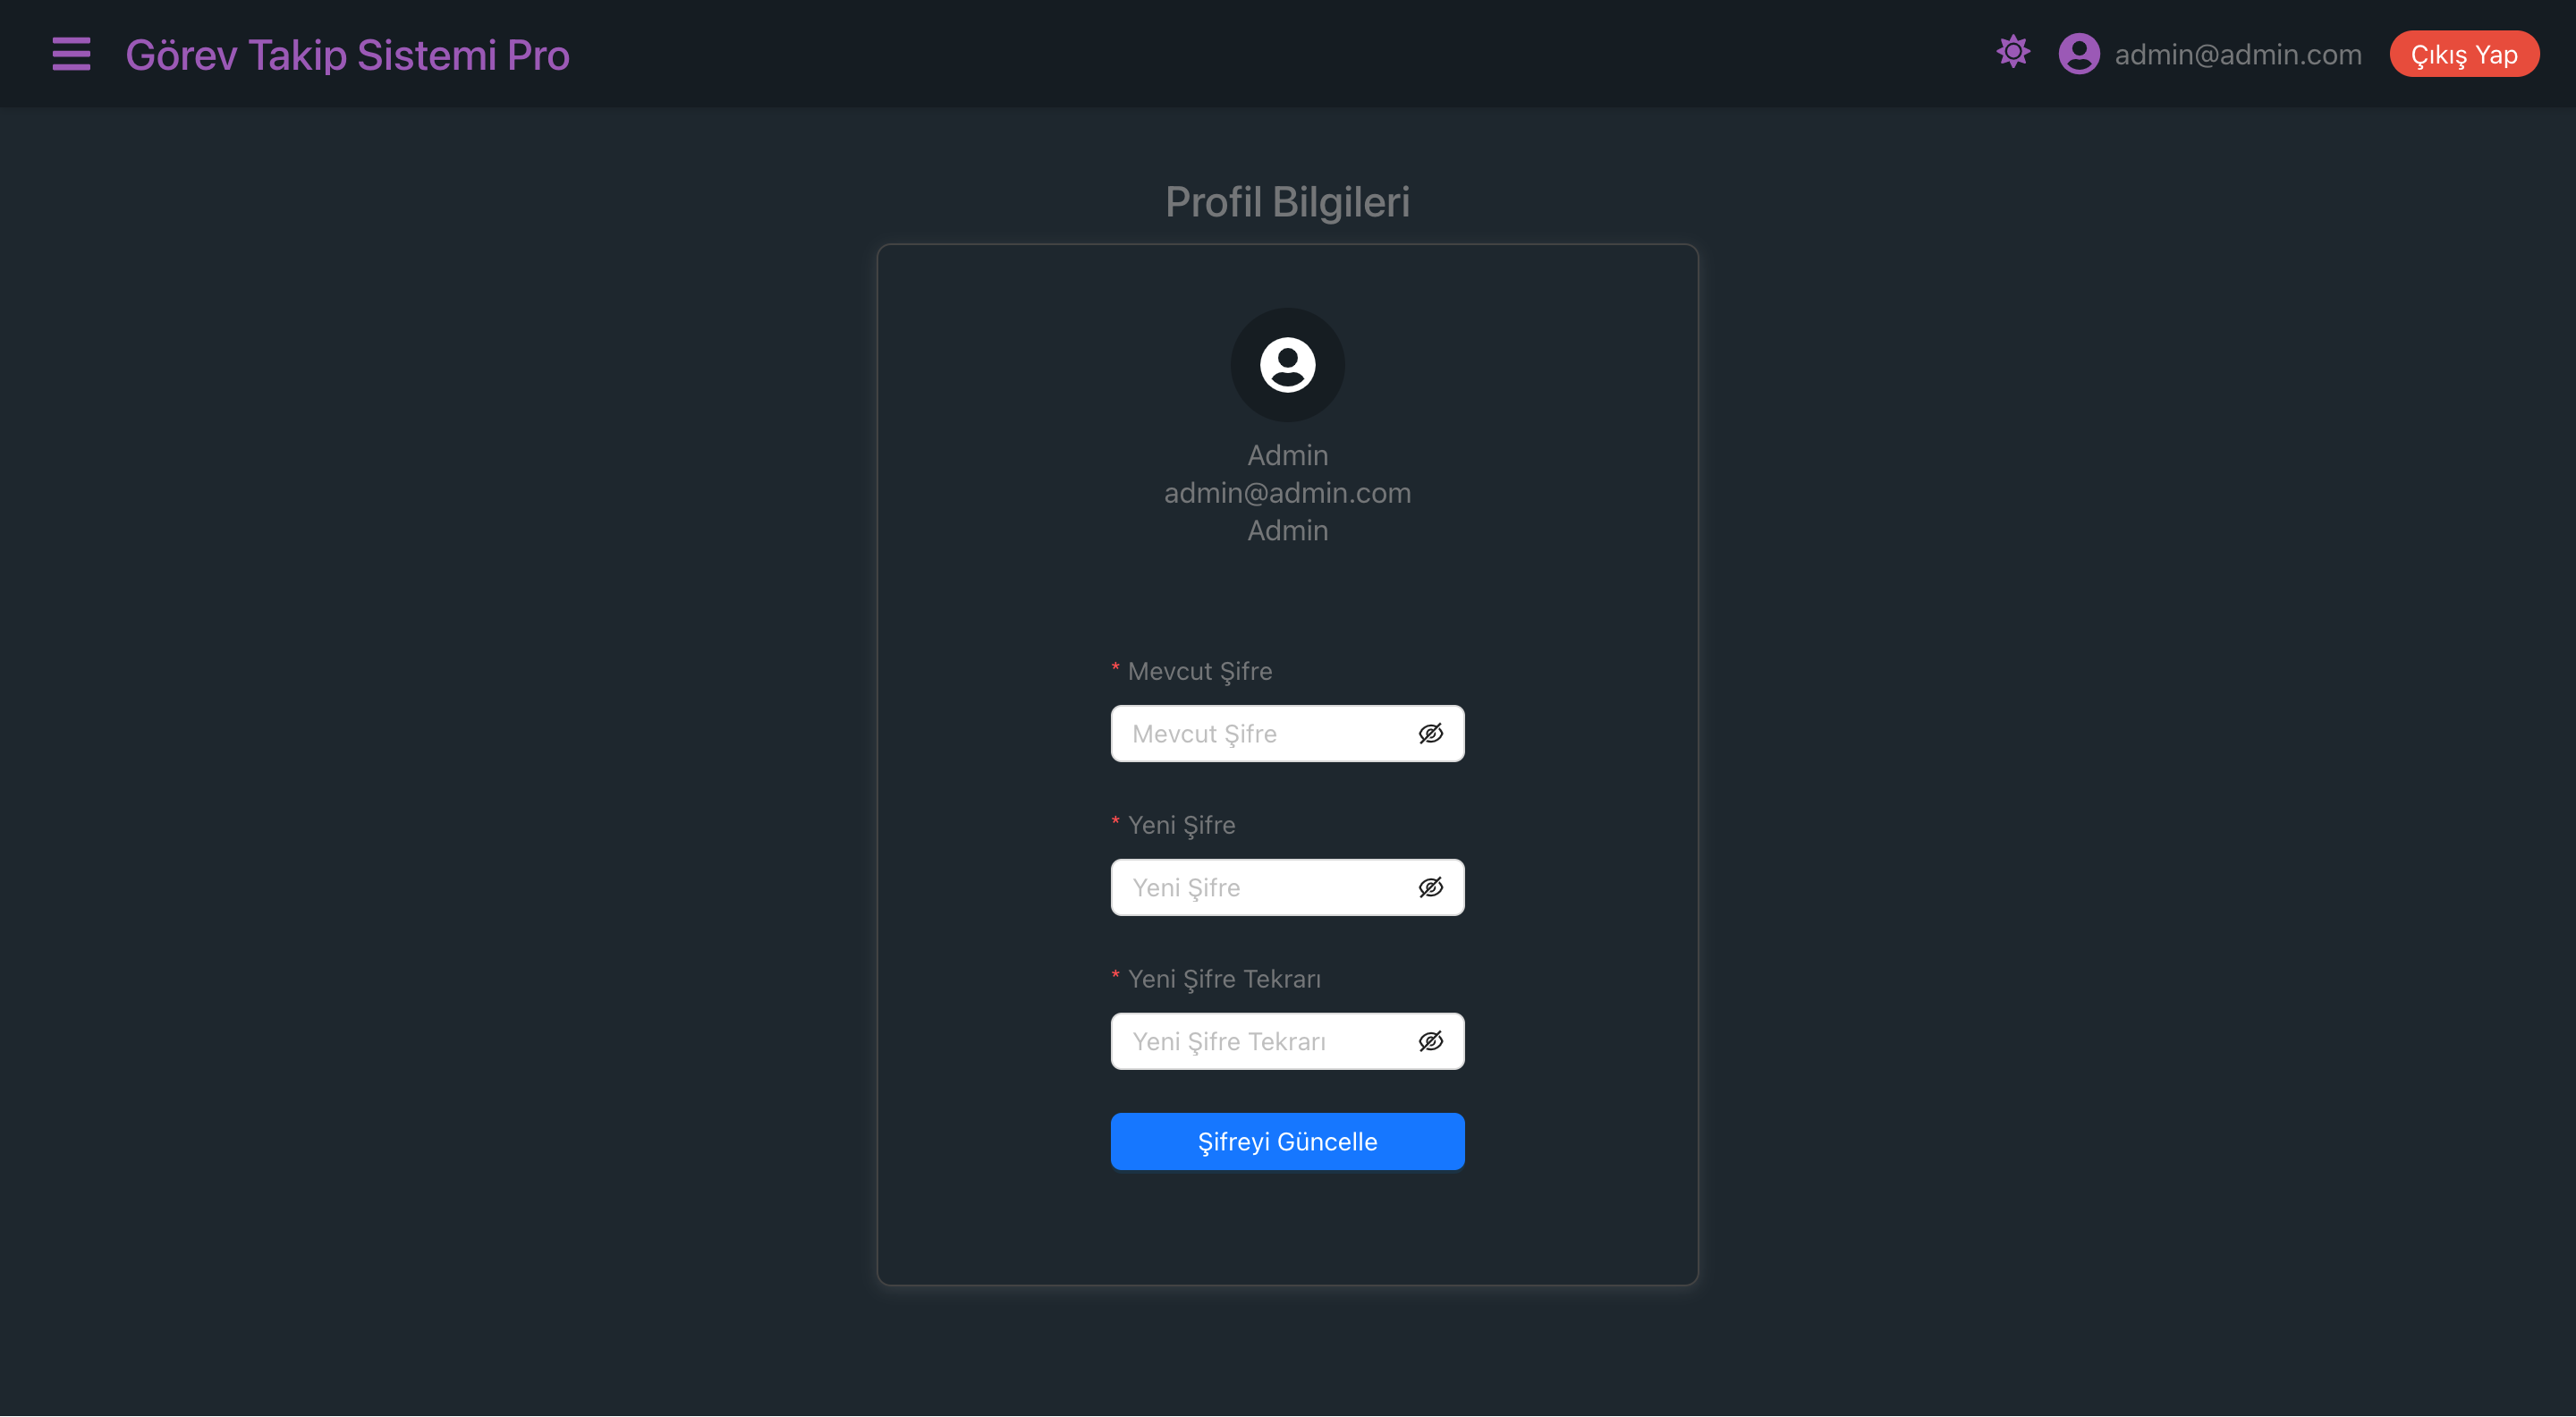 Görev Takip Sistemi Pro
admin@admin.com
Çıkış Yap
Profil Bilgileri
Admin
admin@admin.com
Admin
* Mevcut Şifre
Mevcut Şifre
* Yeni Şifre
Yeni Şifre
* Yeni Şifre Tekrarı
Yeni Şifre Tekrarı
Şifreyi Güncelle